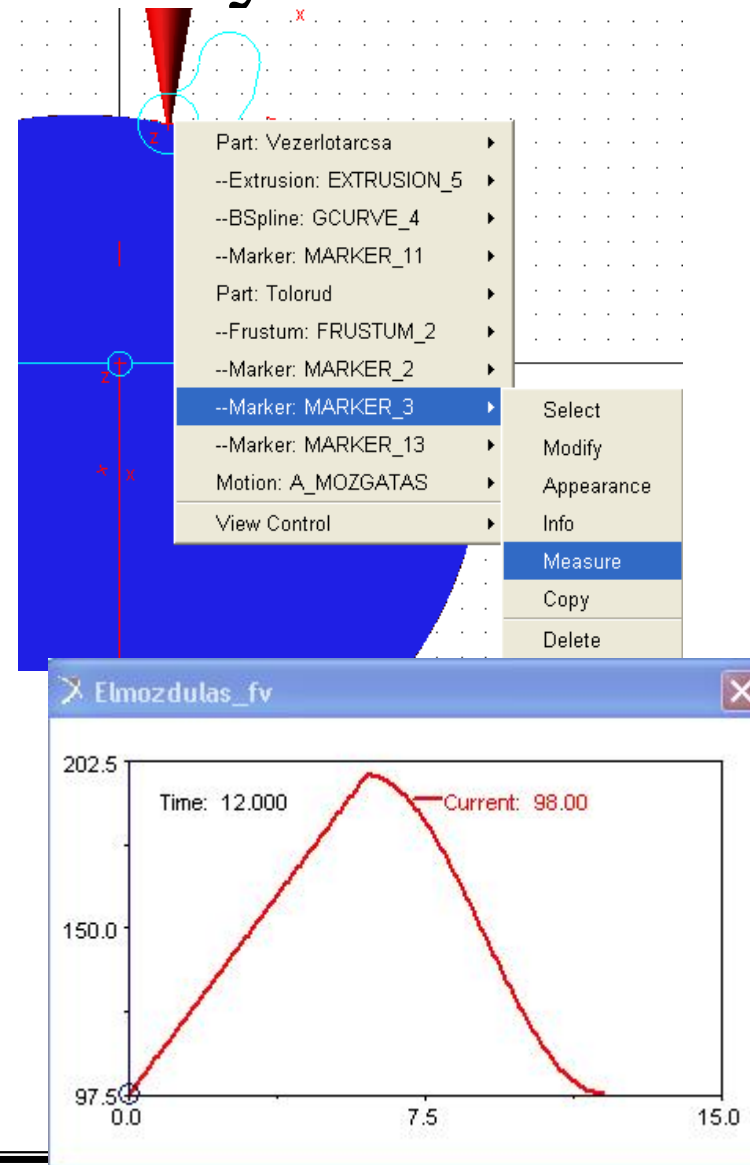 x
z
Part: Vezerlotarcsa
--Extrusion: EXTRUSION_5
--BSpline: GCURVE_4
--Marker: MARKER_11
Part: Tolorud
--Frustum: FRUSTUM_2
--Marker: MARKER_2
--Marker: MARKER_3
--Marker: MARKER_13
Motion: A_MOZGATAS
View Control
Select
Modify
Appearance
Info
Measure
Copy
Delete
z
x
Elmozdulas_fv
202.5
Time: 12.000 Current: 98.00
150.0
97.5
0.0 7.5 15.0